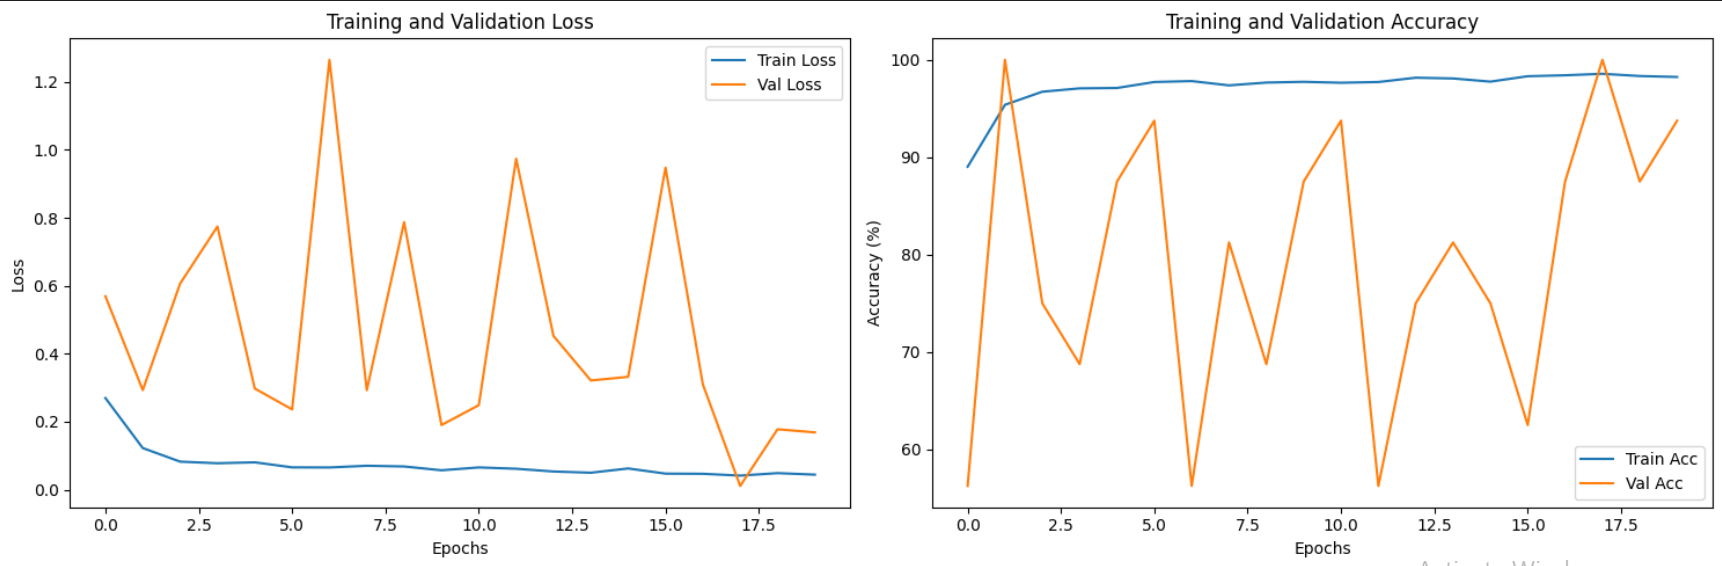 Training and Validation Loss
Train Loss
Val Loss
Loss
1.2
1.0
0.8
0.6
0.4
0.2
0.0
0.0 2.5 5.0 7.5 10.0 12.5 15.0 17.5
Epochs
Training and Validation Accuracy
Accuracy (%)
100
90
80
70
60
Train Acc
Val Acc
0.0 2.5 5.0 7.5 10.0 12.5 15.0 17.5
Epochs